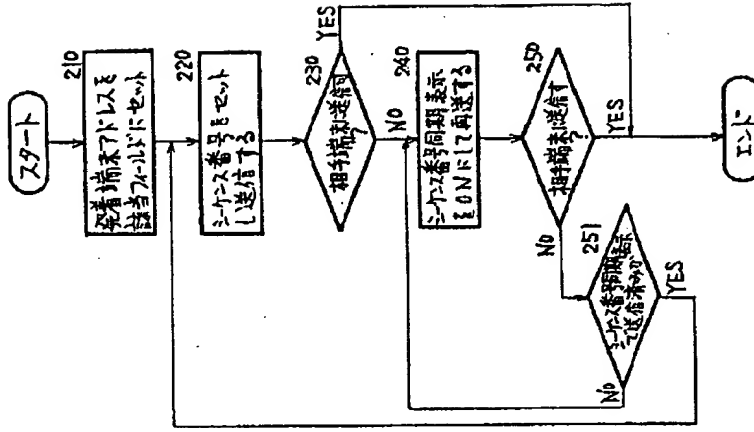 スタート
210
発着端末アドレスを
該当フィールドにセット
220
シーケンス番号をセット
し送信する
230
相手端末に送信可
?
YES
NO
240
シーケンス番号同期表示
をONにして再送する
250
相手端末に送信す
?
NO
YES
251
シーケンス番号同期表示
で送信済みか
NO
YES
エンド